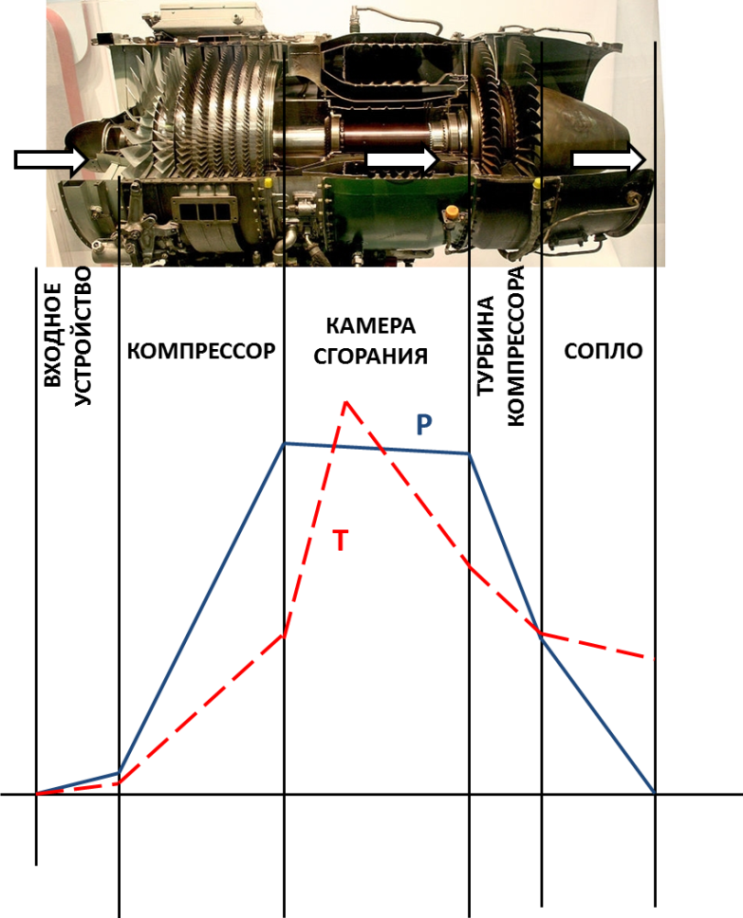 ВХОДНОЕ
УСТРОЙСТВО
КОМПРЕССОР
КАМЕРА
СГОРАНИЯ
ТУРБИНА
КОМПРЕССОРА
СОПЛО
P
T